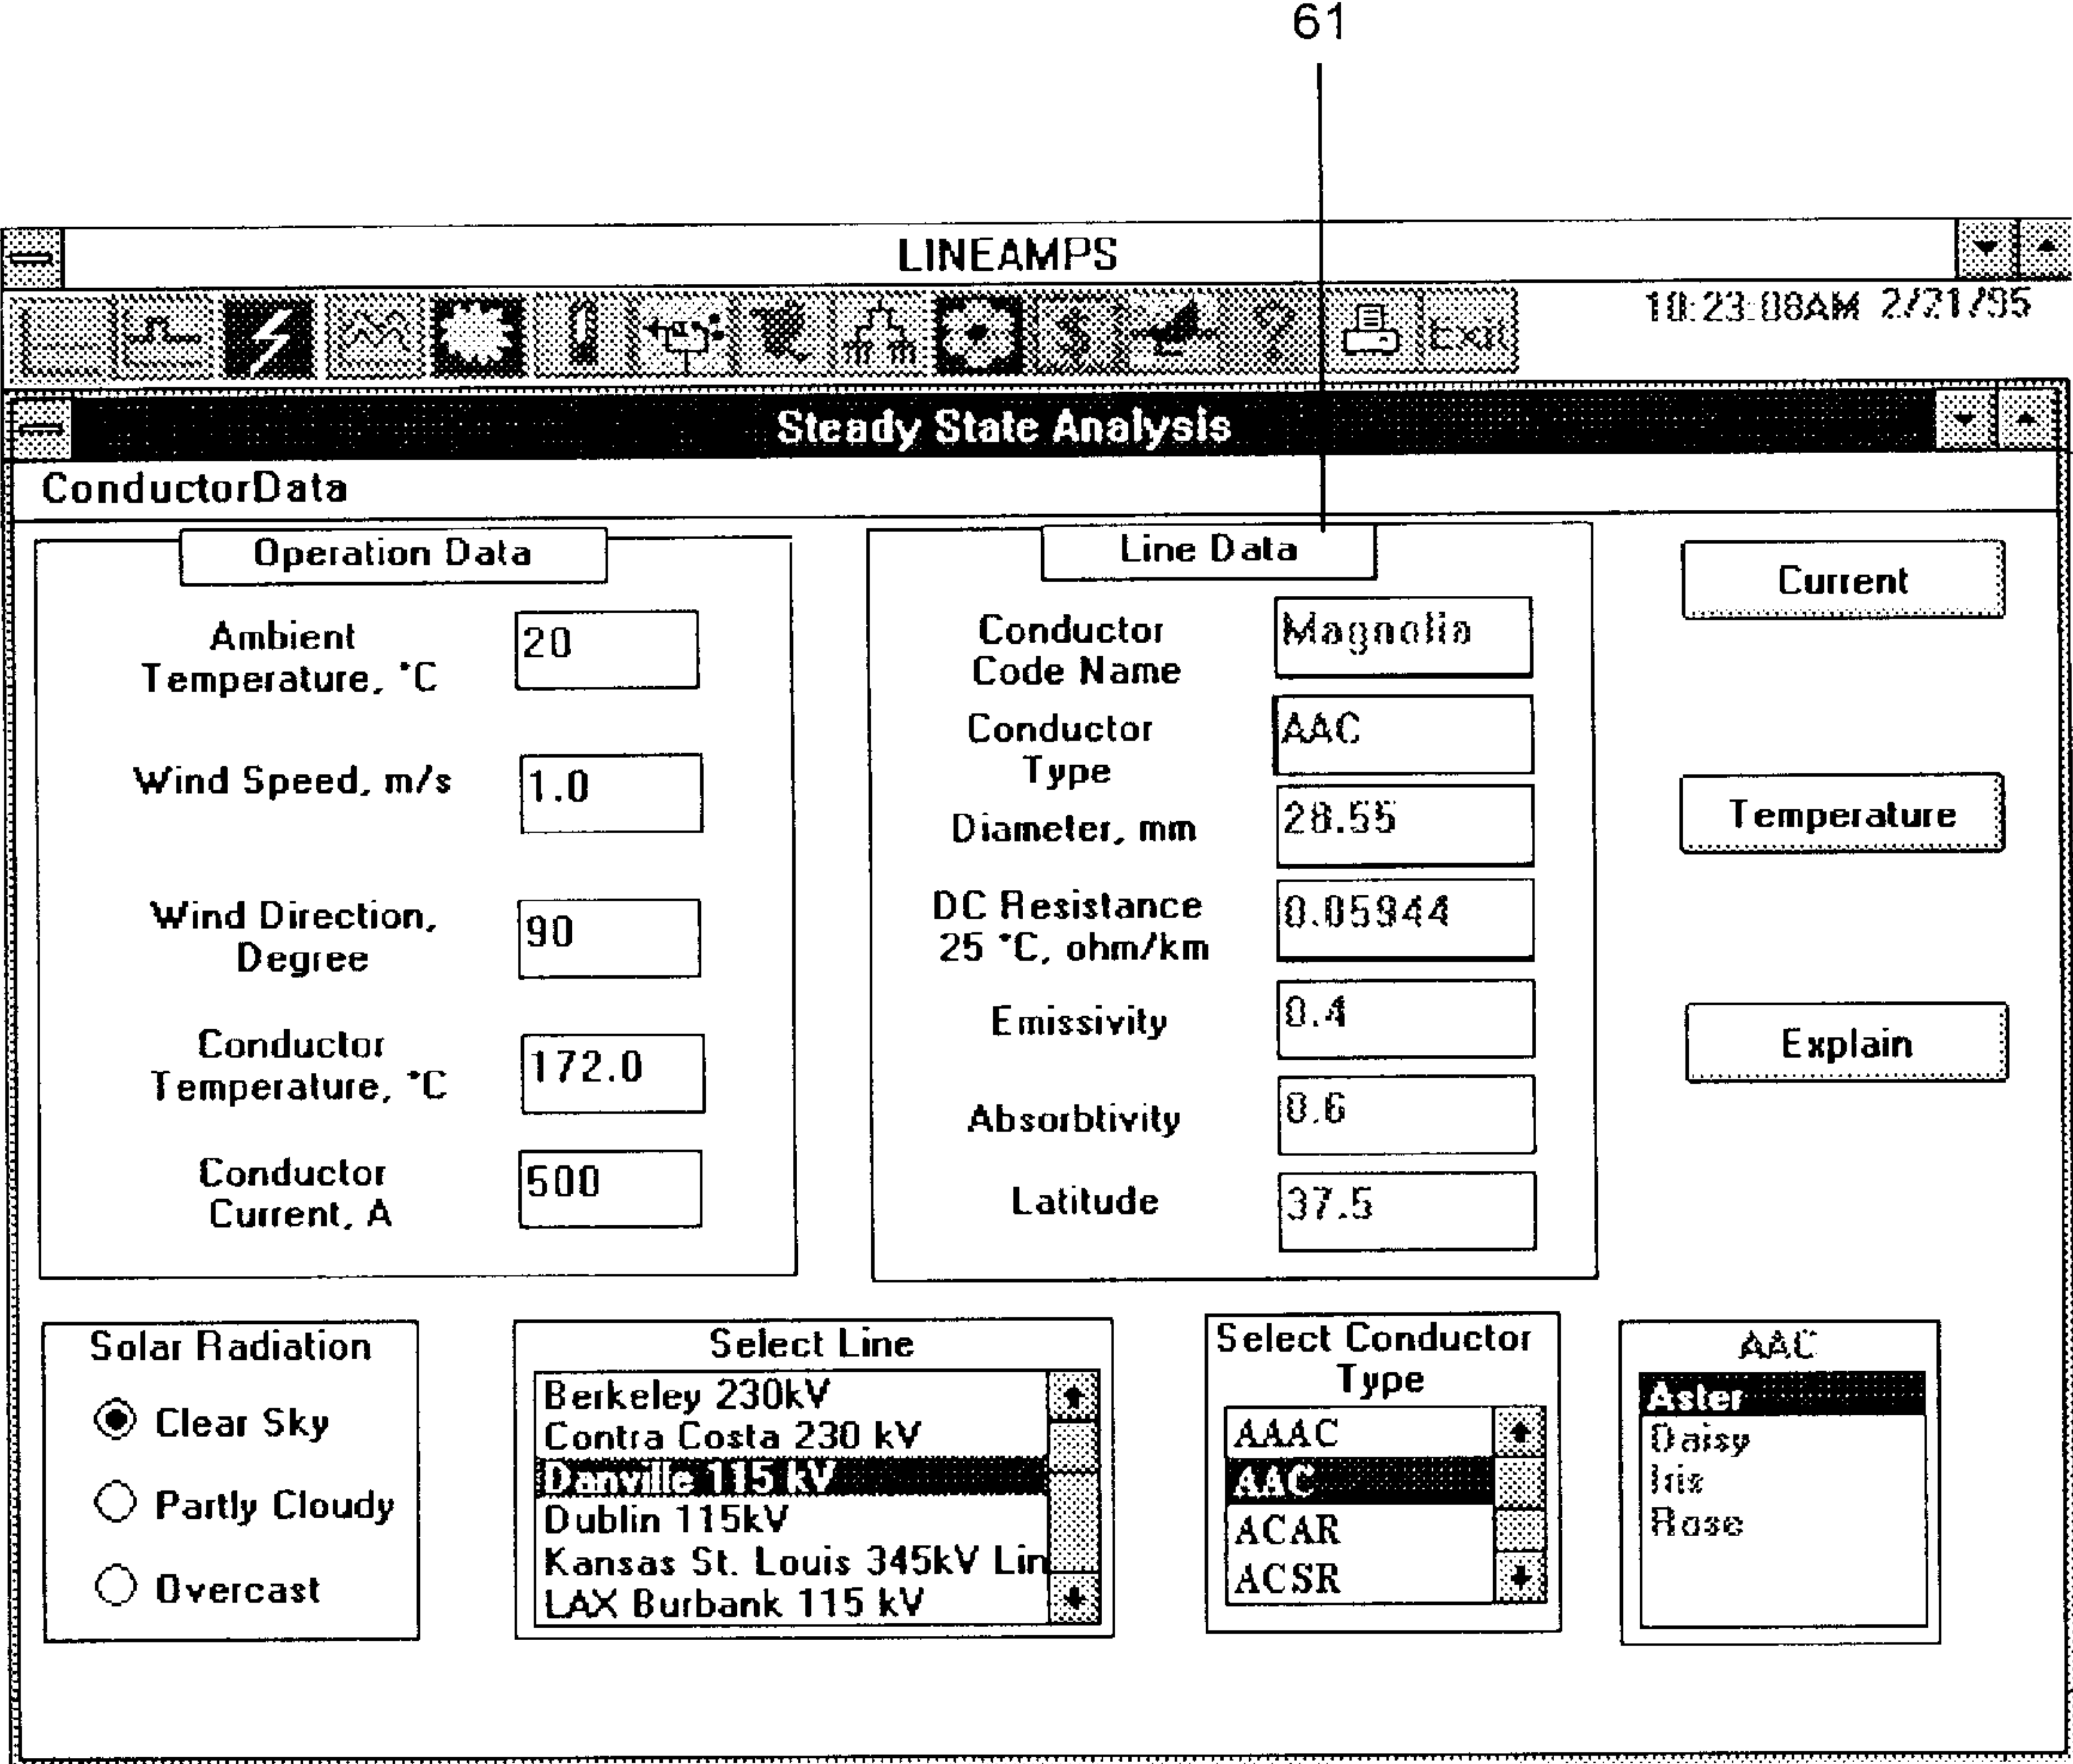 61
LINEAMPS
Exit
10:23:08AM 2/21/95
Steady State Analysis
ConductorData
Operation Data
Ambient
Temperature, °C
20
Wind Speed, m/s
1.0
Wind Direction,
Degree
90
Conductor
Temperature, °C
172.0
Conductor
Current, A
500
Line Data
Conductor
Code Name
Magnolia
Conductor
Type
AAC
Diameter, mm
28.55
DC Resistance
25 °C, ohm/km
0.05944
Emissivity
0.4
Absorbtivity
0.6
Latitude
37.5
Current
Temperature
Explain
Solar Radiation
Clear Sky
Partly Cloudy
Overcast
Select Line
Berkeley 230kV
Contra Costa 230 kV
Danville 115 kV
Dublin 115kV
Kansas St. Louis 345kV Lin
LAX Burbank 115 kV
Select Conductor
Type
AAAC
AAC
ACAR
ACSR
AAC
Aster
Daisy
Iris
Rose